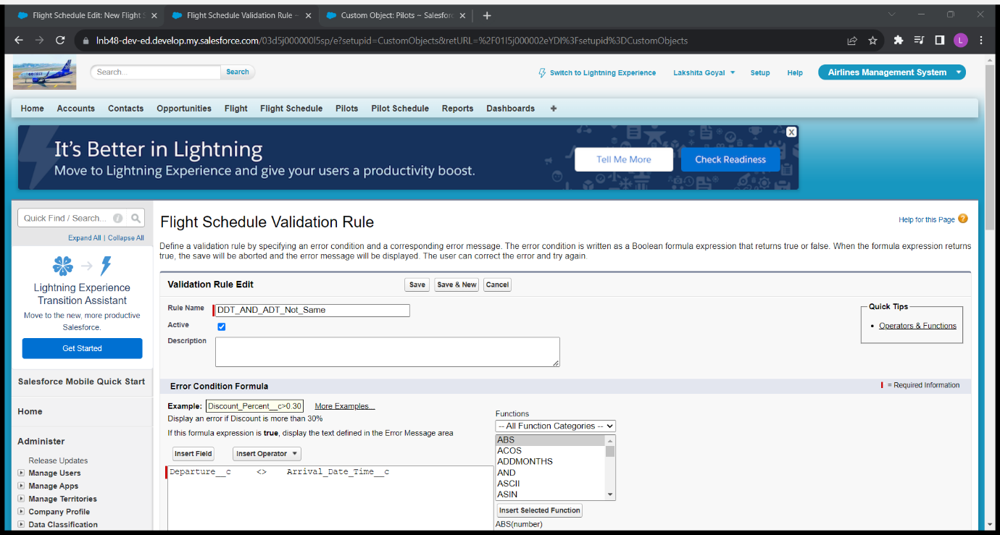 Flight Schedule Edit: New Flight S
Flight Schedule Validation Rule ~
Custom Object: Pilots ~ Salesforc
lnb48-dev-ed.develop.my.salesforce.com/03d5j000000I5sp/e?setupid=CustomObjects&retURL=%2F01I5j000002eYDI%3Fsetupid%3DCustomObjects
L
Search...
Search
Switch to Lightning Experience
Lakshita Goyal
Setup
Help
Airlines Management System
Home Accounts Contacts Opportunities Flight Flight Schedule Pilots Pilot Schedule Reports Dashboards +
It's Better in Lightning
Move to Lightning Experience and give your users a productivity boost.
Tell Me More
Check Readiness
X
Quick Find / Search...
Expand All | Collapse All
Lightning Experience
Transition Assistant
Move to the new, more productive
Salesforce.
Get Started
Salesforce Mobile Quick Start
Home
Administer
Release Updates
Manage Users
Manage Apps
Manage Territories
Company Profile
Data Classification
Flight Schedule Validation Rule
Help for this Page ?
Define a validation rule by specifying an error condition and a corresponding error message. The error condition is written as a Boolean formula expression that returns true or false. When the formula expression returns
true, the save will be aborted and the error message will be displayed. The user can correct the error and try again.
Validation Rule Edit
Save
Save & New
Cancel
Rule Name DDT_AND_ADT_Not_Same
Active
Description
Quick Tips
• Operators & Functions
Error Condition Formula
= Required Information
Example: Discount_Percent__c>0.30 More Examples...
Display an error if Discount is more than 30%
If this formula expression is true, display the text defined in the Error Message area
Insert Field
Insert Operator
Departure__c <> Arrival_Date_Time__c
Functions
-- All Function Categories --
ABS
ACOS
ADDMONTHS
AND
ASCII
ASIN
Insert Selected Function
ABS(number)